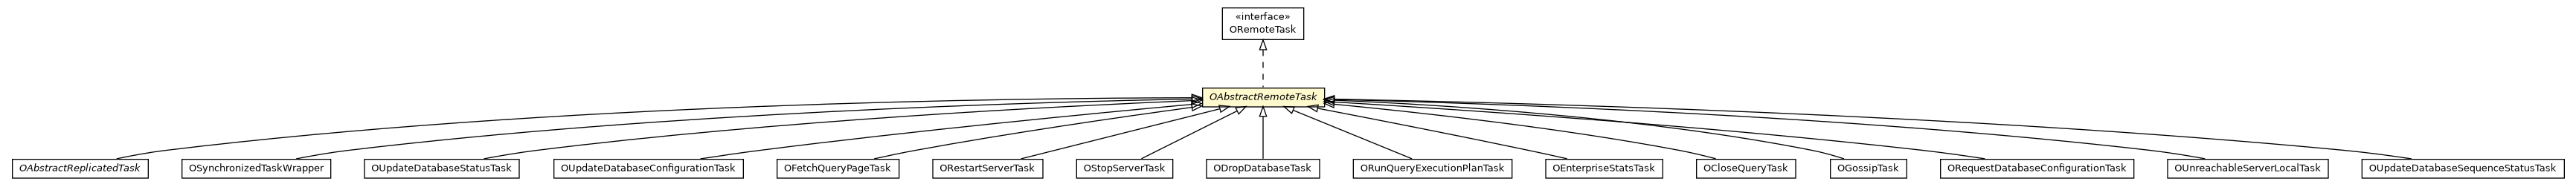 «interface»
ORemoteTask
OAbstractRemoteTask
OAbstractReplicatedTask
OSynchronizedTaskWrapper
OUpdateDatabaseStatusTask
OUpdateDatabaseConfigurationTask
OFetchQueryPageTask
ORestartServerTask
OStopServerTask
ODropDatabaseTask
ORunQueryExecutionPlanTask
OEnterpriseStatsTask
OCloseQueryTask
OGossipTask
ORequestDatabaseConfigurationTask
OUnreachableServerLocalTask
OUpdateDatabaseSequenceStatusTask